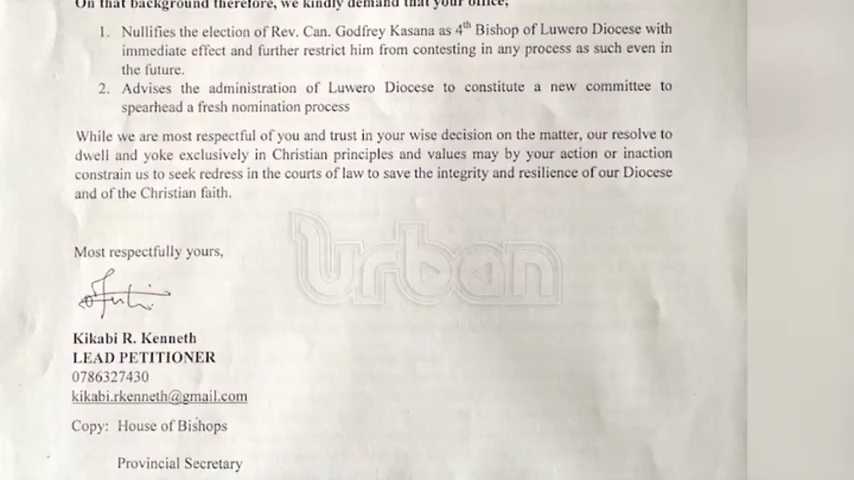 On that background therefore, we kindly demand that your office;
1. Nullifies the election of Rev. Can. Godfrey Kasana as 4th Bishop of Luwero Diocese with
immediate effect and further restrict him from contesting in any process as such even in
the future.
2. Advises the administration of Luwero Diocese to constitute a new committee to
spearhead a fresh nomination process
While we are most respectful of you and trust in your wise decision on the matter, our resolve to
dwell and yoke exclusively in Christian principles and values may by your action or inaction
constrain us to seek redress in the courts of law to save the integrity and resilience of our Diocese
and of the Christian faith.
urban
Most respectfully yours,
Kikabi R. Kenneth
LEAD PETITIONER
0786327430
kikabi.rkenneth@gmail.com
Copy: House of Bishops
Provincial Secretary